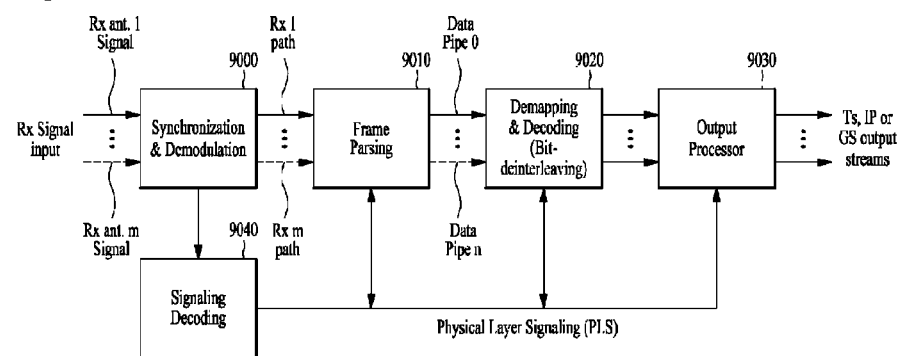 Rx ant. 1
Signal
Rx 1
path
Data
Pipe 0
9000
9010
9020
9030
Rx Signal
input
Synchronization
& Demodulation
Frame
Parsing
Demapping
& Decoding
(Bit-
deinterleaving)
Output
Processor
Ts, IP or
GS output
streams
Rx ant. m
Signal
9040
Rx m
path
Data
Pipe n
Signaling
Decoding
Physical Layer Signaling (PLS)